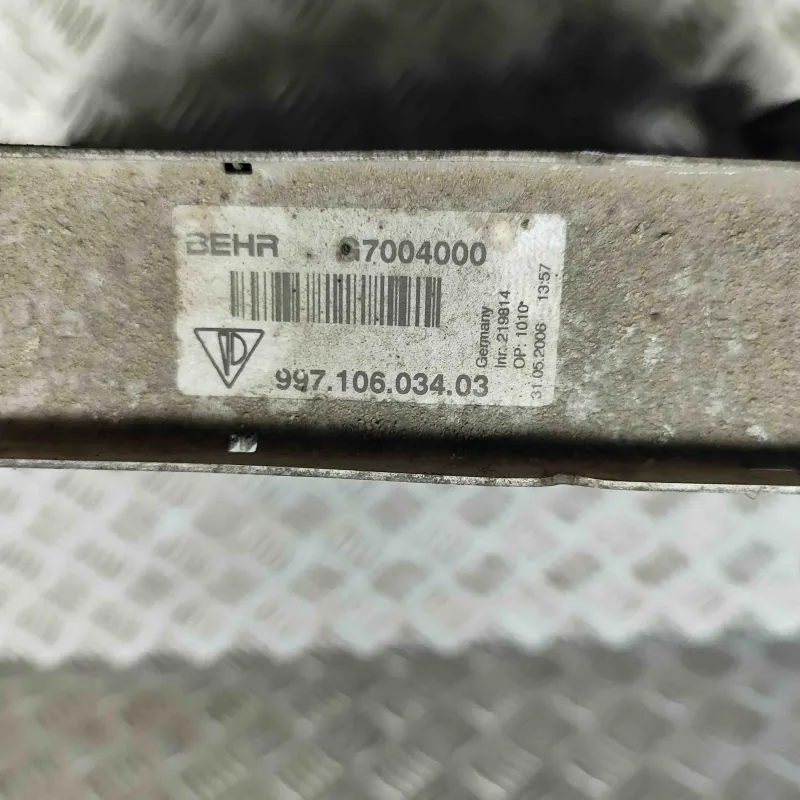 BEHR G7004000
997.106.034.03
Germany
Inr: 219814
OP: 1010
31.05.2006 13:57